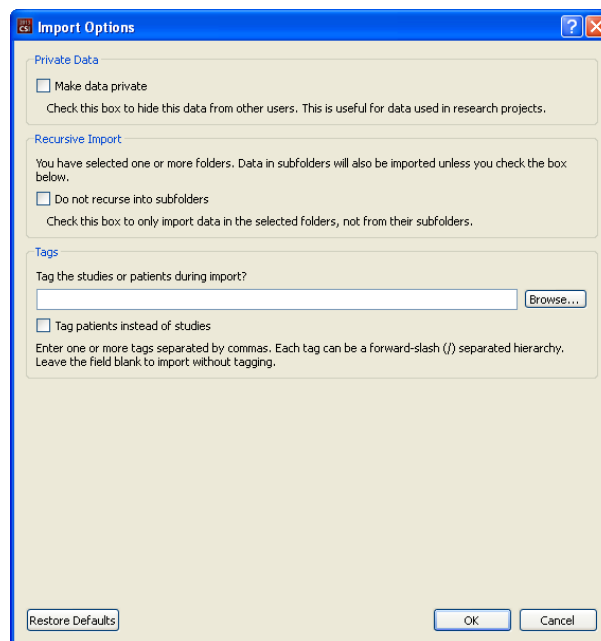 2013
CSI
Import Options
Private Data
Make data private
Check this box to hide this data from other users. This is useful for data used in research projects.
Recursive Import
You have selected one or more folders. Data in subfolders will also be imported unless you check the box
below.
Do not recurse into subfolders
Check this box to only import data in the selected folders, not from their subfolders.
Tags
Tag the studies or patients during import?
Browse...
Tag patients instead of studies
Enter one or more tags separated by commas. Each tag can be a forward-slash (/) separated hierarchy.
Leave the field blank to import without tagging.
Restore Defaults
OK
Cancel